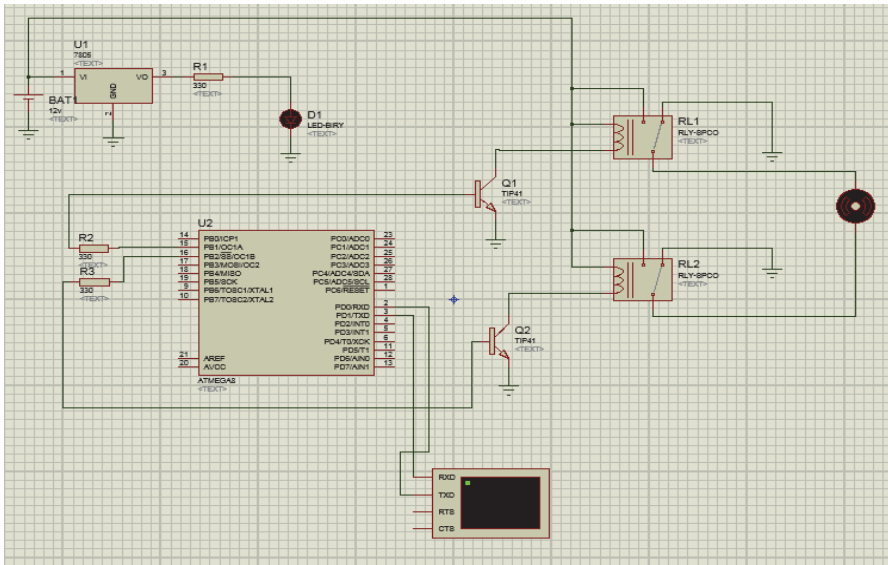 U1
7805
<TEXT>
1
VI
VO
3
GND
2
R1
330
<TEXT>
BAT1
12v
<TEXT>
D1
LED-BIRY
<TEXT>
RL1
RLY-SPCO
<TEXT>
Q1
TIP41
<TEXT>
R2
330
<TEXT>
R3
330
<TEXT>
U2
14 PB0/ICP1 PC0/ADC0 23
15 PB1/OC1A PC1/ADC1 24
16 PB2/SS/OC1B PC2/ADC2 25
17 PB3/MOSI/OC2 PC3/ADC3 26
18 PB4/MISO PC4/ADC4/SDA 27
19 PB5/SCK PC5/ADC5/SCL 28
9 PB6/TOSC1/XTAL1 PC6/RESET 1
10 PB7/TOSC2/XTAL2
PD0/RXD 2
PD1/TXD 3
PD2/INT0 4
PD3/INT1 5
PD4/T0/XCK 6
PD5/T1 11
21 AREF PD6/AIN0 12
20 AVCC PD7/AIN1 13
ATMEGA8
<TEXT>
RL2
RLY-SPCO
<TEXT>
Q2
TIP41
<TEXT>
RXD
TXD
RTS
CTS